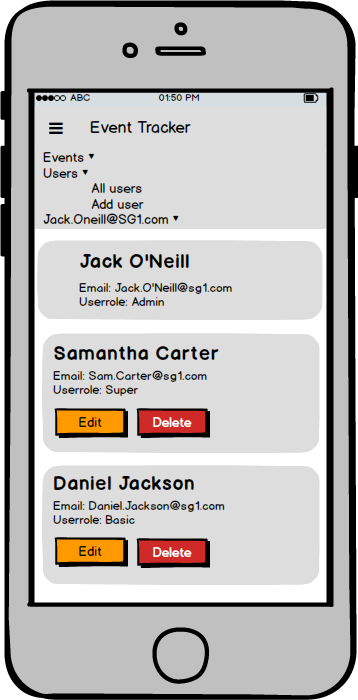 ABC 01:50 PM
Event Tracker
Events ▼
Users ▼
All users
Add user
Jack.Oneill@SG1.com ▼
Jack O'Neill
Email: Jack.O'Neill@sg1.com
Userrole: Admin
Samantha Carter
Email: Sam.Carter@sg1.com
Userrole: Super
Edit Delete
Daniel Jackson
Email: Daniel.Jackson@sg1.com
Userrole: Basic
Edit Delete